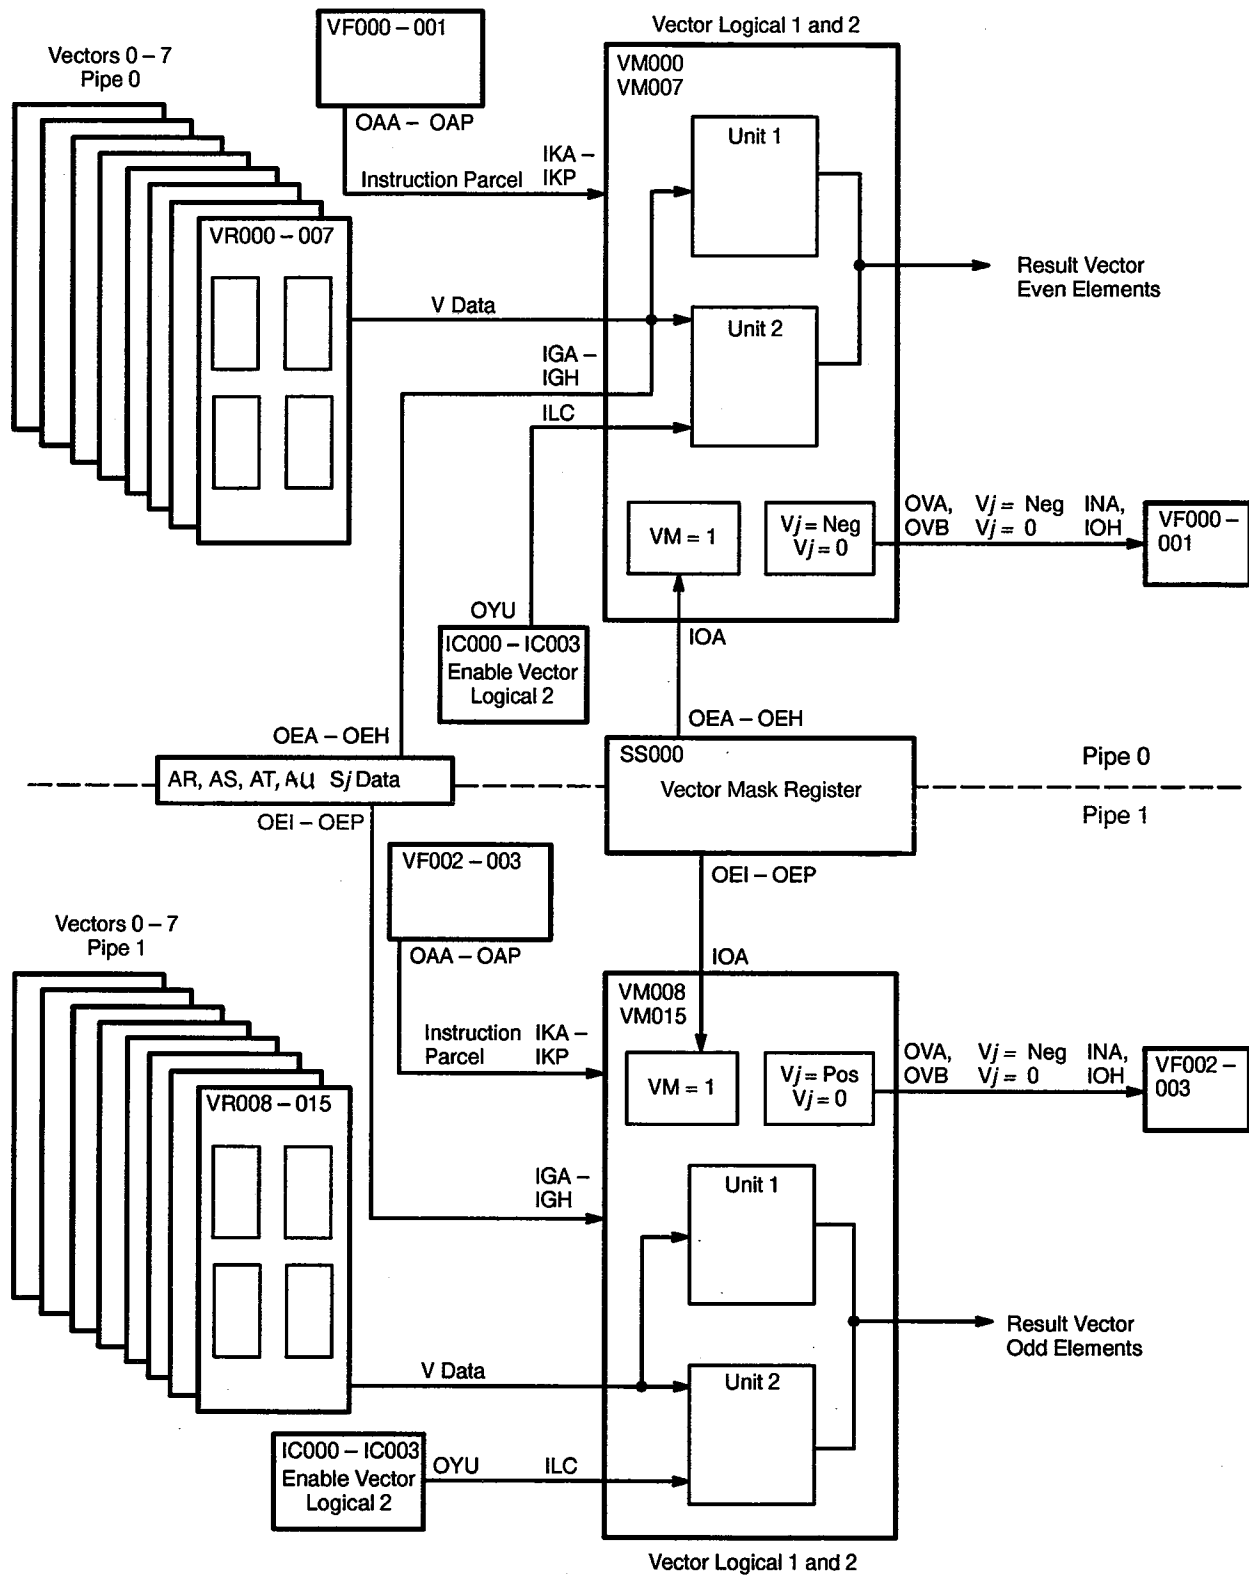 Vector Logical 1 and 2
VF000 – 001
Vectors 0 – 7
Pipe 0
VM000
VM007
OAA – OAP
Unit 1
IKA –
IKP
Instruction Parcel
VR000 – 007
Result Vector
Even Elements
V Data
Unit 2
IGA –
IGH
ILC
OVA,
OVB
Vj = Neg
Vj = 0
INA,
IOH
VF000 –
001
VM = 1
Vj = Neg
Vj = 0
OYU
IOA
IC000 – IC003
Enable Vector
Logical 2
OEA – OEH
OEA – OEH
SS000
Vector Mask Register
Pipe 0
AR, AS, AT, AU Sj Data
Pipe 1
OEI – OEP
VF002 – 003
OEI – OEP
Vectors 0 – 7
Pipe 1
OAA – OAP
IOA
VM008
VM015
Instruction
Parcel
IKA –
IKP
VM = 1
Vj = Pos
Vj = 0
OVA,
OVB
Vj = Neg
Vj = 0
INA,
IOH
VF002 –
003
VR008 – 015
IGA –
IGH
Unit 1
Result Vector
Odd Elements
V Data
Unit 2
IC000 – IC003
Enable Vector
Logical 2
OYU
ILC
Vector Logical 1 and 2